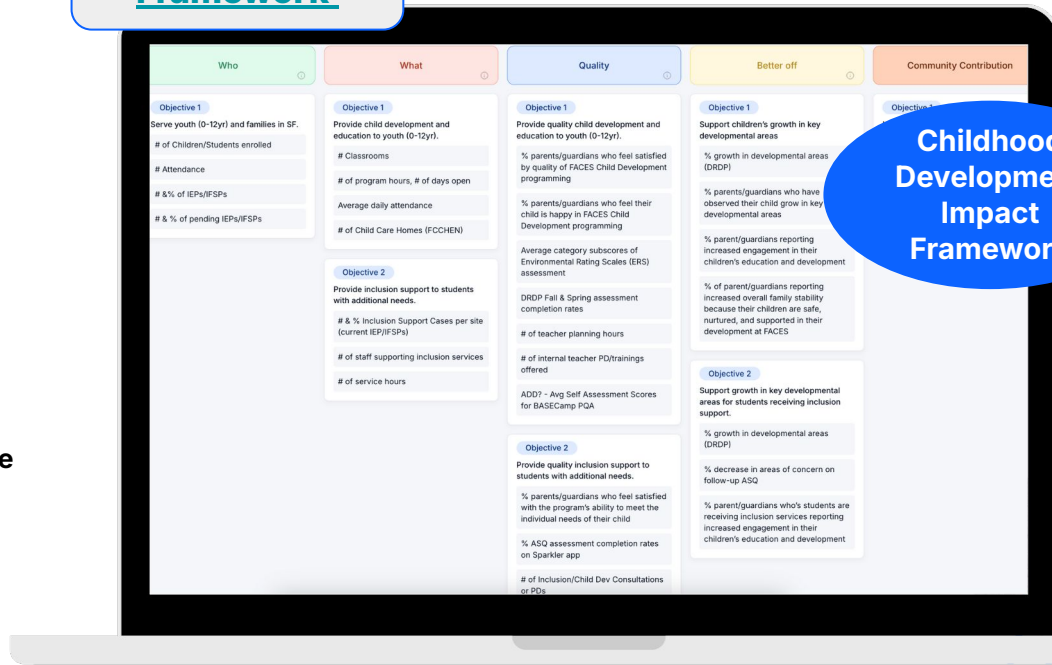 Framework
Who
What
Quality
Better off
Community Contribution
Objective 1
Serve youth (0-12yr) and families in SF.
# of Children/Students enrolled
# Attendance
# &% of IEPs/IFSPs
# & % of pending IEPs/IFSPs
Objective 1
Provide child development and
education to youth (0-12yr).
# Classrooms
# of program hours, # of days open
Average daily attendance
# of Child Care Homes (FCCHEN)
Objective 2
Provide inclusion support to students
with additional needs.
# & % Inclusion Support Cases per site
(current IEP/IFSPs)
# of staff supporting inclusion services
# of service hours
Objective 1
Provide quality child development and
education to youth (0-12yr).
% parents/guardians who feel satisfied
by quality of FACES Child Development
programming
% parents/guardians who feel their
child is happy in FACES Child
Development programming
Average category subscores of
Environmental Rating Scales (ERS)
assessment
DRDP Fall & Spring assessment
completion rates
# of teacher planning hours
# of internal teacher PD/trainings
offered
ADD? - Avg Self Assessment Scores
for BASECamp PQA
Objective 2
Provide quality inclusion support to
students with additional needs.
% parents/guardians who feel satisfied
with the program's ability to meet the
individual needs of their child
% ASQ assessment completion rates
on Sparkler app
# of Inclusion/Child Dev Consultations
or PDs
Objective 1
Support children's growth in key
developmental areas
% growth in developmental areas
(DRDP)
% parents/guardians who have
observed their child grow in key
developmental areas
% parent/guardians reporting
increased engagement in their
children's education and development
% of parent/guardians reporting
increased overall family stability
because their children are safe,
nurtured, and supported in their
development at FACES
Objective 2
Support growth in key developmental
areas for students receiving inclusion
support.
% growth in developmental areas
(DRDP)
% decrease in areas of concern on
follow-up ASQ
% parent/guardians who's students are
receiving inclusion services reporting
increased engagement in their
children's education and development
Objective
Childhood
Developme
Impact
Framewor
e